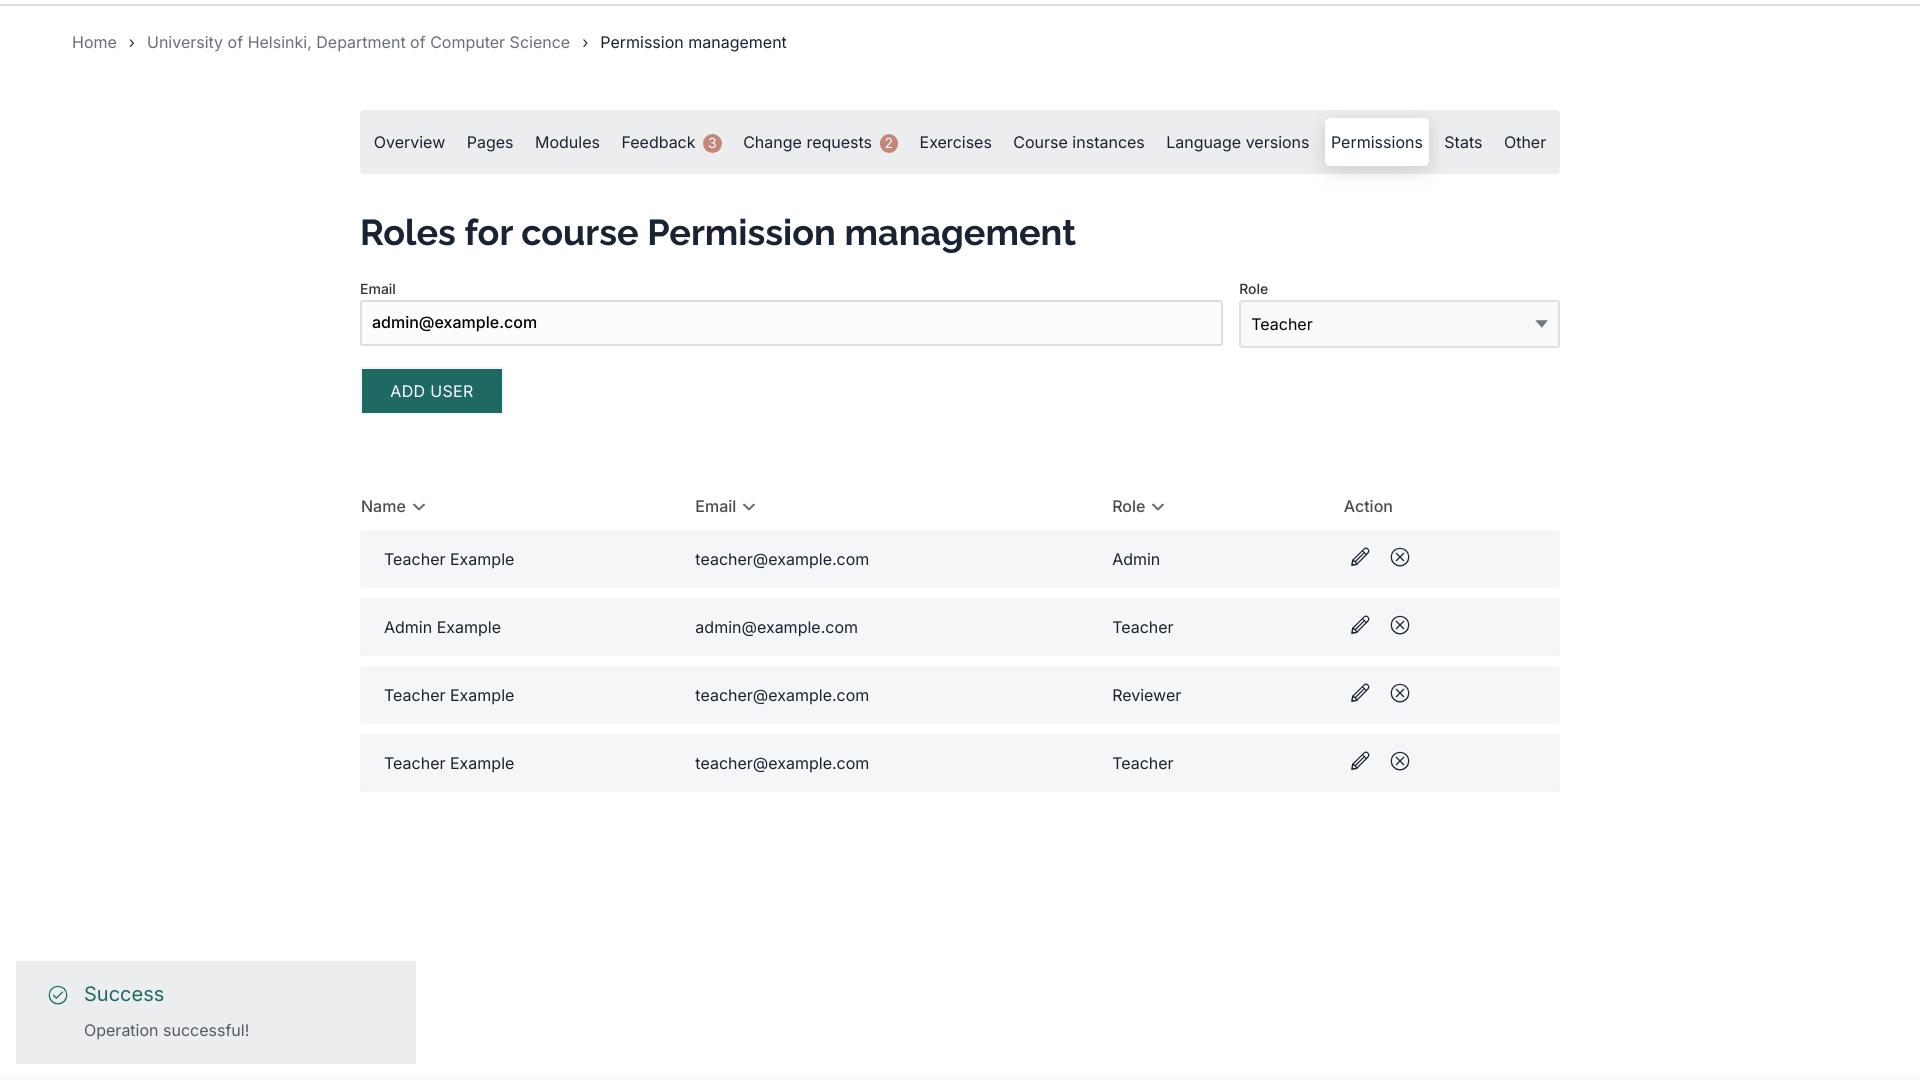 Home › University of Helsinki, Department of Computer Science › Permission management
Overview Pages Modules Feedback 3 Change requests 2 Exercises Course instances Language versions Permissions Stats Other
Roles for course Permission management
Email Role
admin@example.com Teacher
ADD USER
Name Email Role Action
Teacher Example teacher@example.com Admin
Admin Example admin@example.com Teacher
Teacher Example teacher@example.com Reviewer
Teacher Example teacher@example.com Teacher
Success
Operation successful!